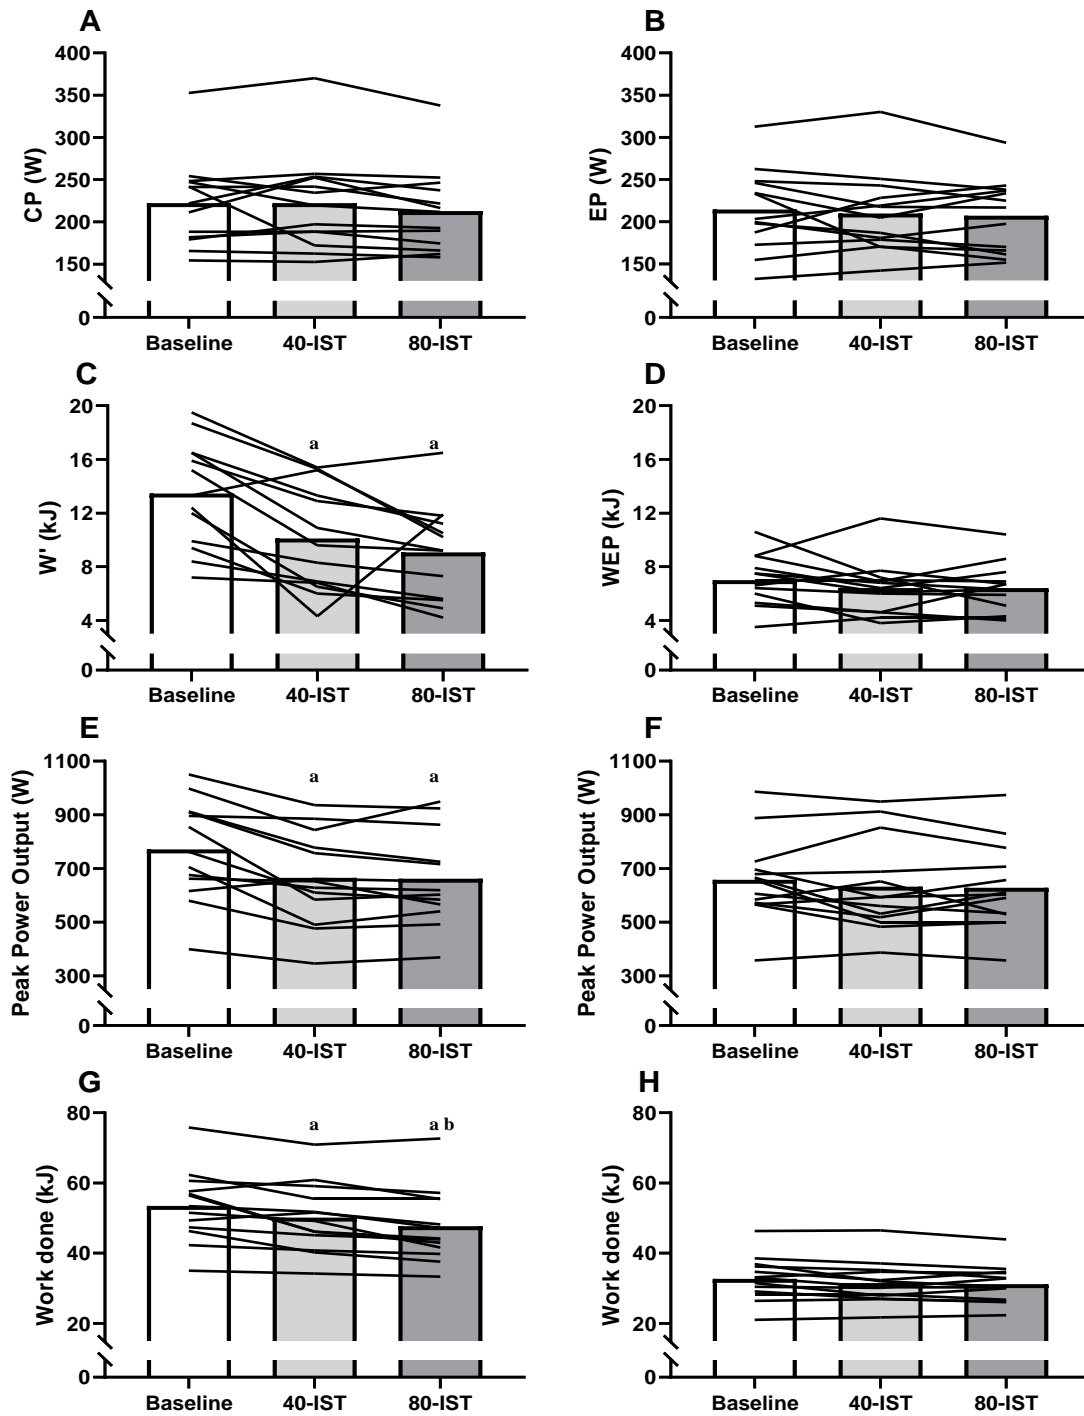 A
CP (W)
400
350
300
250
200
150
0
Baseline 40-IST 80-IST
B
EP (W)
400
350
300
250
200
150
0
Baseline 40-IST 80-IST
C
W' (kJ)
20
16
12
8
4
0
a a
Baseline 40-IST 80-IST
D
WEP (kJ)
20
16
12
8
4
0
Baseline 40-IST 80-IST
E
Peak Power Output (W)
1100
900
700
500
300
0
a a
Baseline 40-IST 80-IST
F
Peak Power Output (W)
1100
900
700
500
300
0
Baseline 40-IST 80-IST
G
Work done (kJ)
80
60
40
20
0
a a b
Baseline 40-IST 80-IST
H
Work done (kJ)
80
60
40
20
0
Baseline 40-IST 80-IST